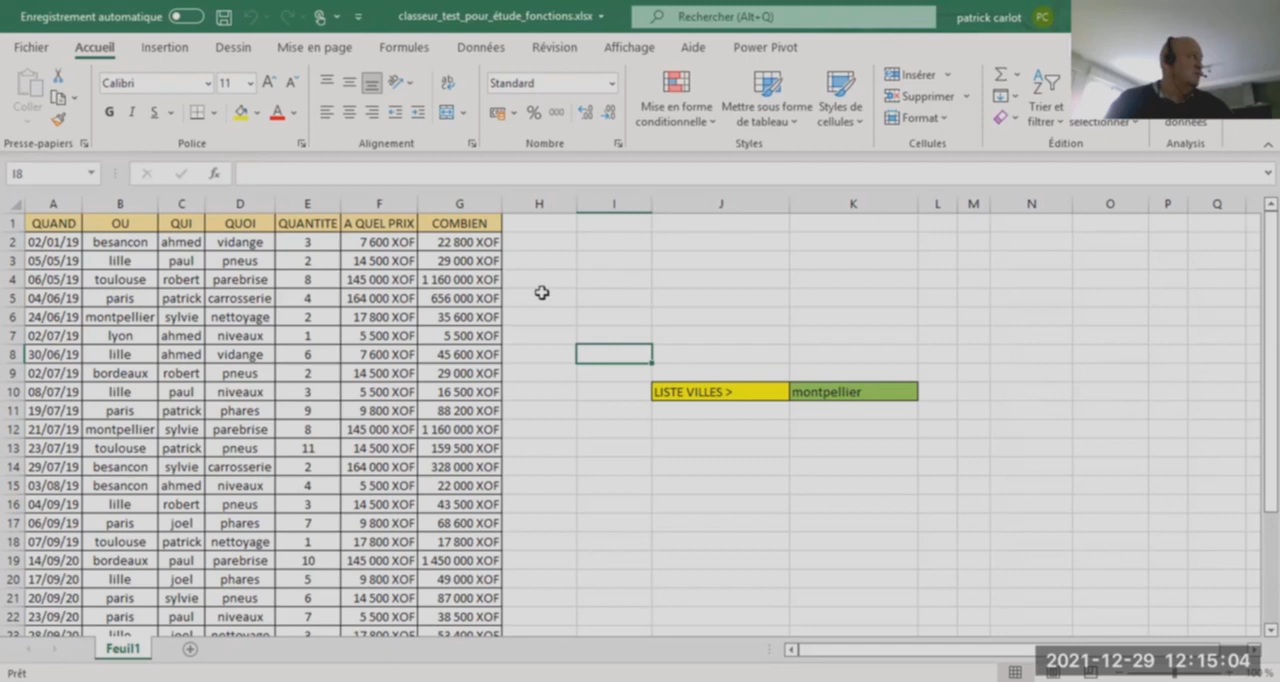 Enregistrement automatique
classeur_test_pour_étude_fonctions.xlsx
Rechercher (Alt+Q)
patrick carlot
PC
Fichier Accueil Insertion Dessin Mise en page Formules Données Révision Affichage Aide Power Pivot
Coller
Calibri 11
Standard
G I S
% 000
Mise en forme conditionnelle
Mettre sous forme de tableau
Styles de cellules
Insérer
Supprimer
Format
Trier et filtrer
sélectionner
données
Presse-papiers Police Alignement Nombre Styles Cellules Édition Analysis
I8 fx
A B C D E F G H I J K L M N O P Q
1 QUAND OU QUI QUOI QUANTITE A QUEL PRIX COMBIEN
2 02/01/19 besancon ahmed vidange 3 7 600 XOF 22 800 XOF
3 05/05/19 lille paul pneus 2 14 500 XOF 29 000 XOF
4 06/05/19 toulouse robert parebrise 8 145 000 XOF 1 160 000 XOF
5 04/06/19 paris patrick carrosserie 4 164 000 XOF 656 000 XOF
6 24/06/19 montpellier sylvie nettoyage 2 17 800 XOF 35 600 XOF
7 02/07/19 lyon ahmed niveaux 1 5 500 XOF 5 500 XOF
8 30/06/19 lille ahmed vidange 6 7 600 XOF 45 600 XOF
9 02/07/19 bordeaux robert pneus 2 14 500 XOF 29 000 XOF
10 08/07/19 lille paul niveaux 3 5 500 XOF 16 500 XOF LISTE VILLES > montpellier
11 19/07/19 paris patrick phares 9 9 800 XOF 88 200 XOF
12 21/07/19 montpellier sylvie parebrise 8 145 000 XOF 1 160 000 XOF
13 23/07/19 toulouse patrick pneus 11 14 500 XOF 159 500 XOF
14 29/07/19 besancon sylvie carrosserie 2 164 000 XOF 328 000 XOF
15 03/08/19 besancon ahmed niveaux 4 5 500 XOF 22 000 XOF
16 04/09/19 lille robert pneus 3 14 500 XOF 43 500 XOF
17 06/09/19 paris joel phares 7 9 800 XOF 68 600 XOF
18 07/09/19 toulouse patrick nettoyage 1 17 800 XOF 17 800 XOF
19 14/09/20 bordeaux paul parebrise 10 145 000 XOF 1 450 000 XOF
20 17/09/20 lille joel phares 5 9 800 XOF 49 000 XOF
21 20/09/20 paris sylvie pneus 6 14 500 XOF 87 000 XOF
22 23/09/20 paris paul niveaux 7 5 500 XOF 38 500 XOF
23 28/09/20 lille joel nettoyage 3 17 800 XOF 53 400 XOF
Feuil1
Prêt
2021-12-29 12:15:04